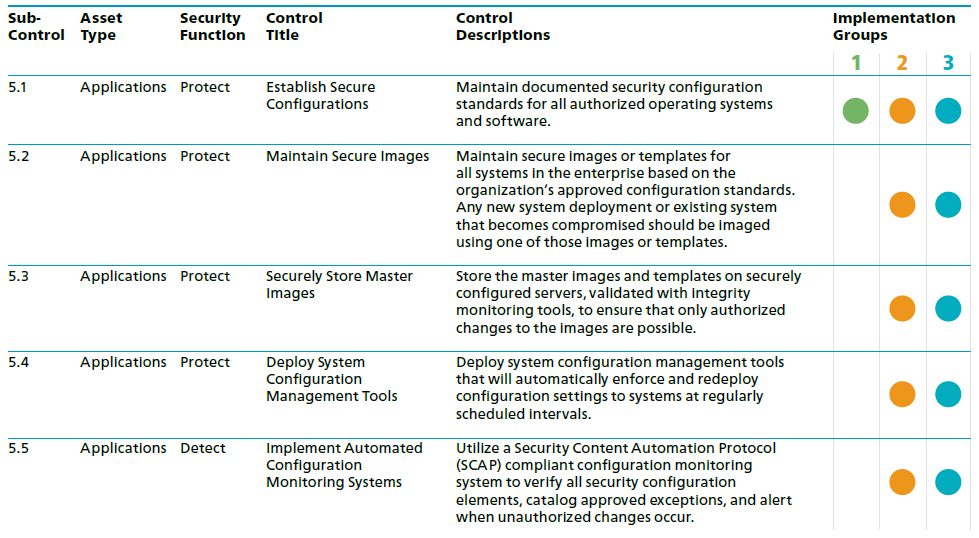 Sub-Control Asset Type Security Function Control Title Control Descriptions Implementation Groups
1 2 3
5.1 Applications Protect Establish Secure Configurations Maintain documented security configuration
standards for all authorized operating systems
and software.
5.2 Applications Protect Maintain Secure Images Maintain secure images or templates for
all systems in the enterprise based on the
organization's approved configuration standards.
Any new system deployment or existing system
that becomes compromised should be imaged
using one of those images or templates.
5.3 Applications Protect Securely Store Master Images Store the master images and templates on securely
configured servers, validated with integrity
monitoring tools, to ensure that only authorized
changes to the images are possible.
5.4 Applications Protect Deploy System Configuration Management Tools Deploy system configuration management tools
that will automatically enforce and redeploy
configuration settings to systems at regularly
scheduled intervals.
5.5 Applications Detect Implement Automated Configuration Monitoring Systems Utilize a Security Content Automation Protocol
(SCAP) compliant configuration monitoring
system to verify all security configuration
elements, catalog approved exceptions, and alert
when unauthorized changes occur.